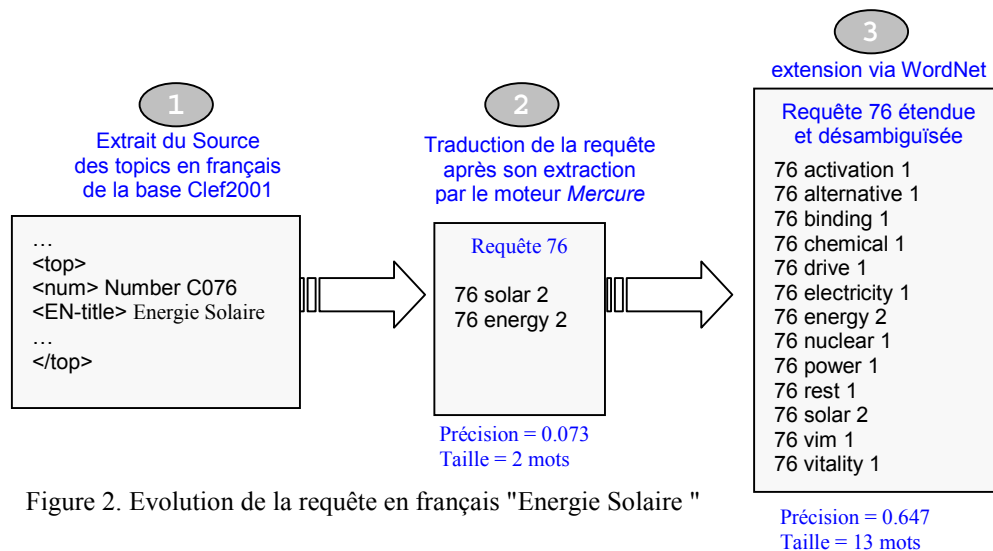 1
Extrait du Source
des topics en français
de la base Clef2001
…
<top>
<num> Number C076
<EN-title> Energie Solaire
…
</top>
2
Traduction de la requête
après son extraction
par le moteur Mercure
Requête 76
76 solar 2
76 energy 2
Précision = 0.073
Taille = 2 mots
3
extension via WordNet
Requête 76 étendue
et désambiguïsée
76 activation 1
76 alternative 1
76 binding 1
76 chemical 1
76 drive 1
76 electricity 1
76 energy 2
76 nuclear 1
76 power 1
76 rest 1
76 solar 2
76 vim 1
76 vitality 1
Précision = 0.647
Taille = 13 mots
Figure 2. Evolution de la requête en français "Energie Solaire "